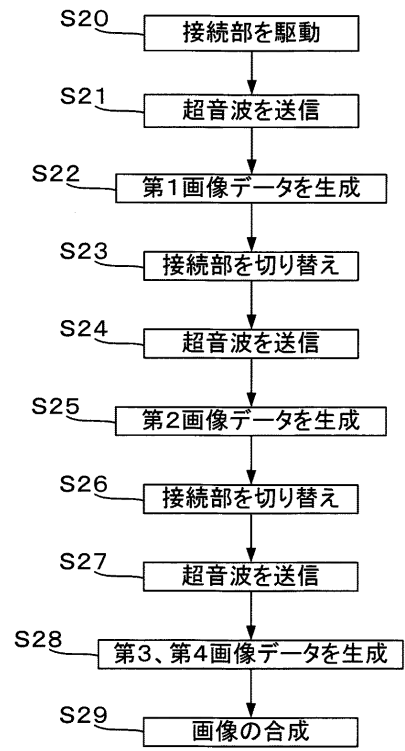 S20 接続部を駆動
S21 超音波を送信
S22 第1画像データを生成
S23 接続部を切り替え
S24 超音波を送信
S25 第2画像データを生成
S26 接続部を切り替え
S27 超音波を送信
S28 第3、第4画像データを生成
S29 画像の合成